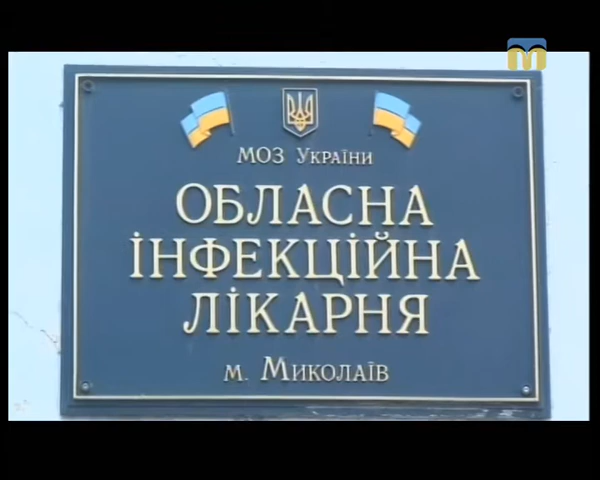 МОЗ України
ОБЛАСНА
ІНФЕКЦІЙНА
ЛІКАРНЯ
м. Миколаїв